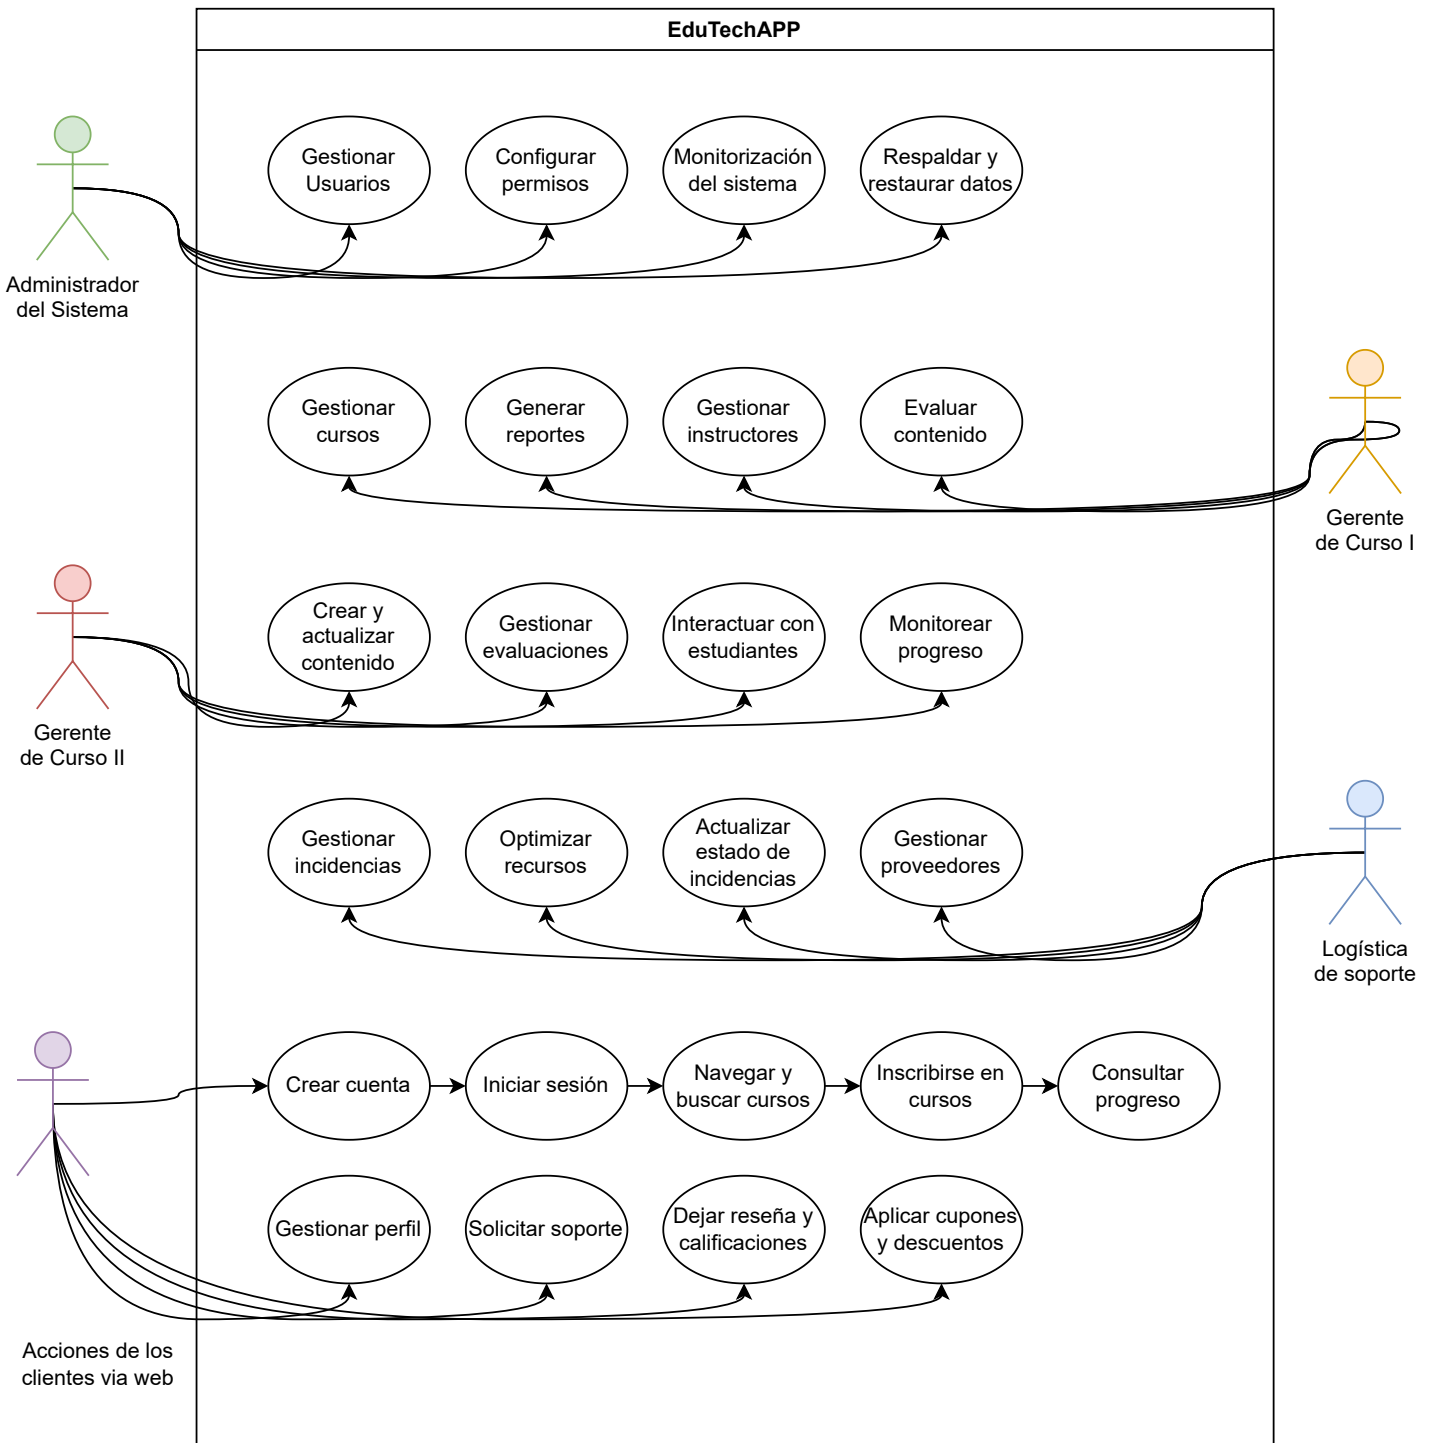 EduTechAPP
Gestionar
Usuarios
Configurar
permisos
Monitorización
del sistema
Respaldar y
restaurar datos
Administrador
del Sistema
Gestionar
cursos
Generar
reportes
Gestionar
instructores
Evaluar
contenido
Gerente
de Curso I
Crear y
actualizar
contenido
Gestionar
evaluaciones
Interactuar con
estudiantes
Monitorear
progreso
Gerente
de Curso II
Gestionar
incidencias
Optimizar
recursos
Actualizar
estado de
incidencias
Gestionar
proveedores
Logística
de soporte
Crear cuenta
Iniciar sesión
Navegar y
buscar cursos
Inscribirse en
cursos
Consultar
progreso
Gestionar perfil
Solicitar soporte
Dejar reseña y
calificaciones
Aplicar cupones
y descuentos
Acciones de los
clientes via web